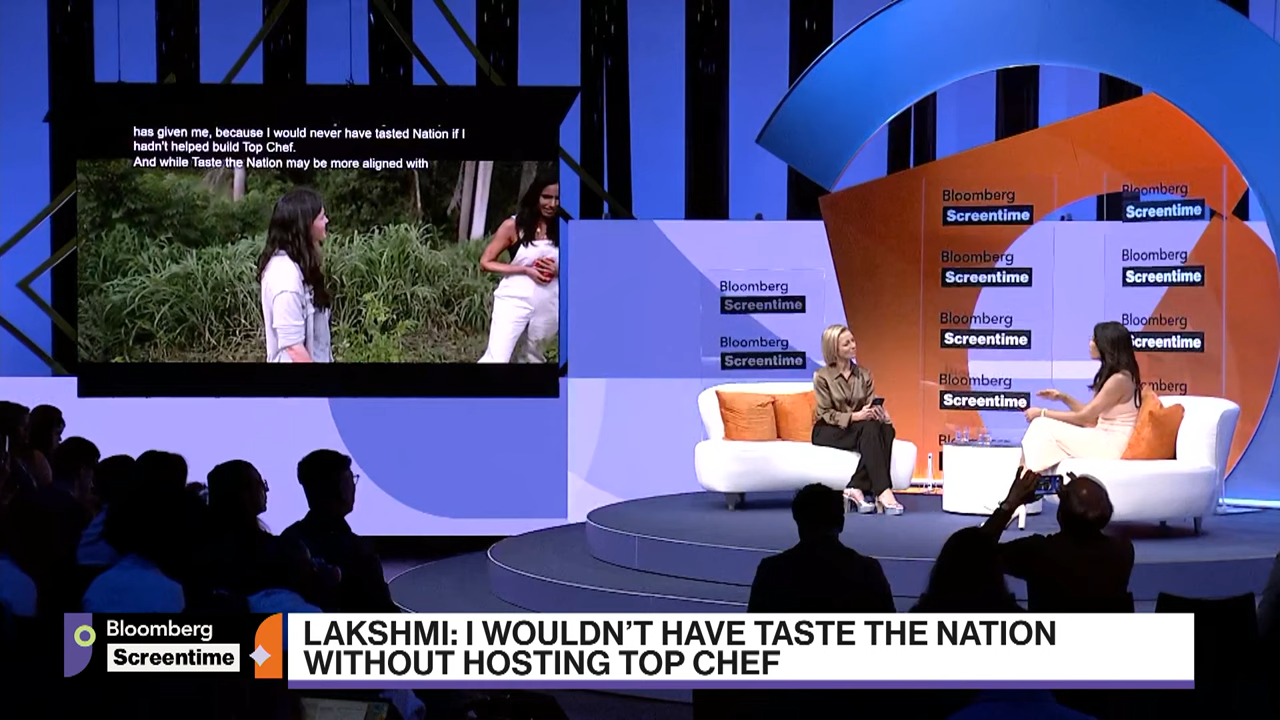 has given me, because I would never have tasted Nation if I
hadn't helped build Top Chef.
And while Taste the Nation may be more aligned with
Bloomberg
Screentime
Bloomberg
Screentime
Bloomberg
Screentime
Bloomberg
Screentime
Bloomberg
Screentime
Bloomberg
Screentime
Bloomberg
Screentime
Bloomberg
Screentime
Bloomberg
Screentime
Bloomberg
Screentime
LAKSHMI: I WOULDN'T HAVE TASTE THE NATION
WITHOUT HOSTING TOP CHEF